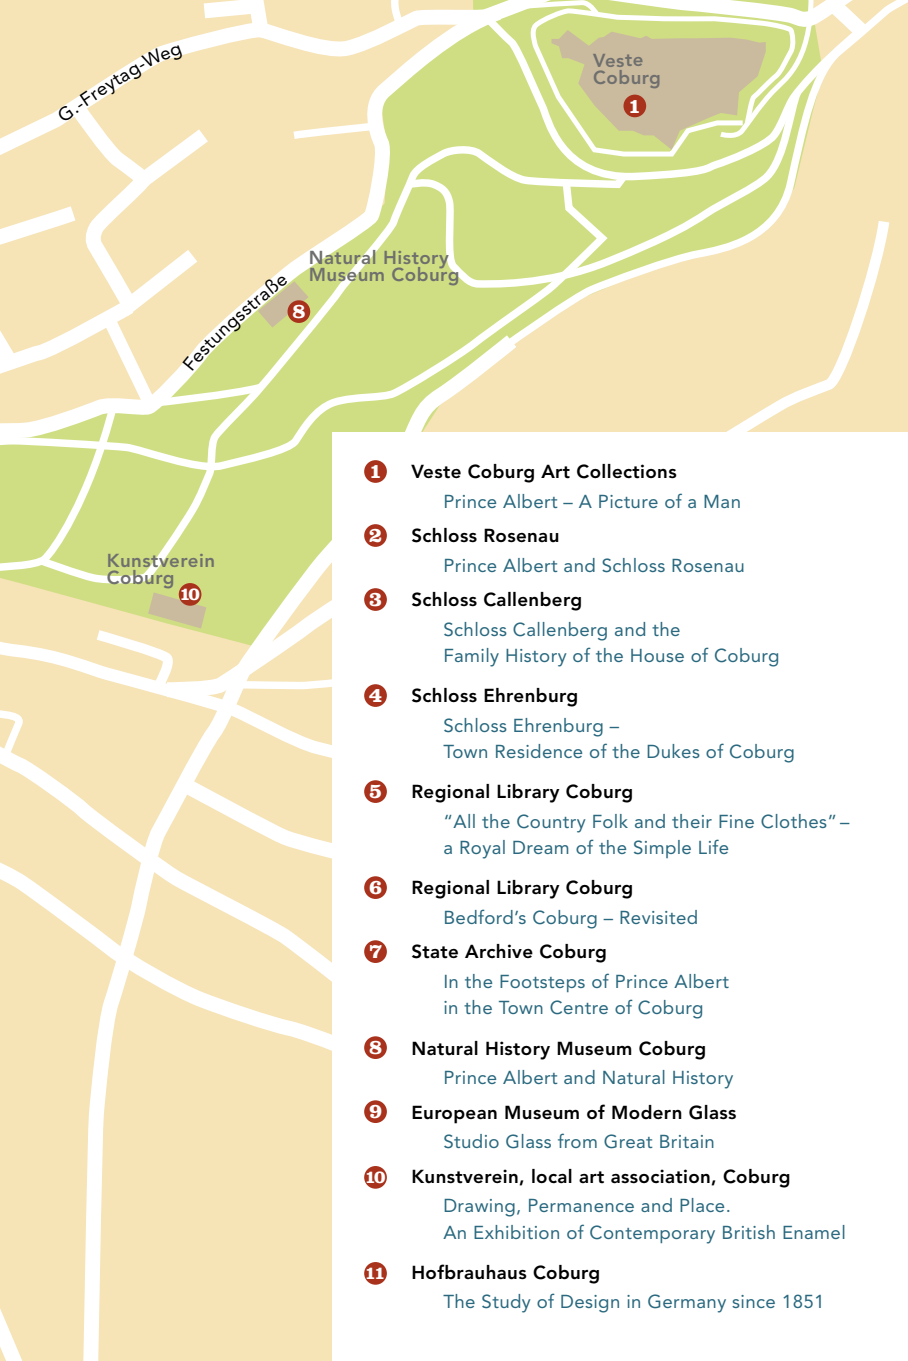 G.-Freytag-Weg
Veste
Coburg
1
Natural History
Museum Coburg
8
Festungsstraße
Kunstverein
Coburg
10
1 Veste Coburg Art Collections
Prince Albert – A Picture of a Man
2 Schloss Rosenau
Prince Albert and Schloss Rosenau
3 Schloss Callenberg
Schloss Callenberg and the
Family History of the House of Coburg
4 Schloss Ehrenburg
Schloss Ehrenburg –
Town Residence of the Dukes of Coburg
5 Regional Library Coburg
“All the Country Folk and their Fine Clothes” –
a Royal Dream of the Simple Life
6 Regional Library Coburg
Bedford’s Coburg – Revisited
7 State Archive Coburg
In the Footsteps of Prince Albert
in the Town Centre of Coburg
8 Natural History Museum Coburg
Prince Albert and Natural History
9 European Museum of Modern Glass
Studio Glass from Great Britain
10 Kunstverein, local art association, Coburg
Drawing, Permanence and Place.
An Exhibition of Contemporary British Enamel
11 Hofbrauhaus Coburg
The Study of Design in Germany since 1851